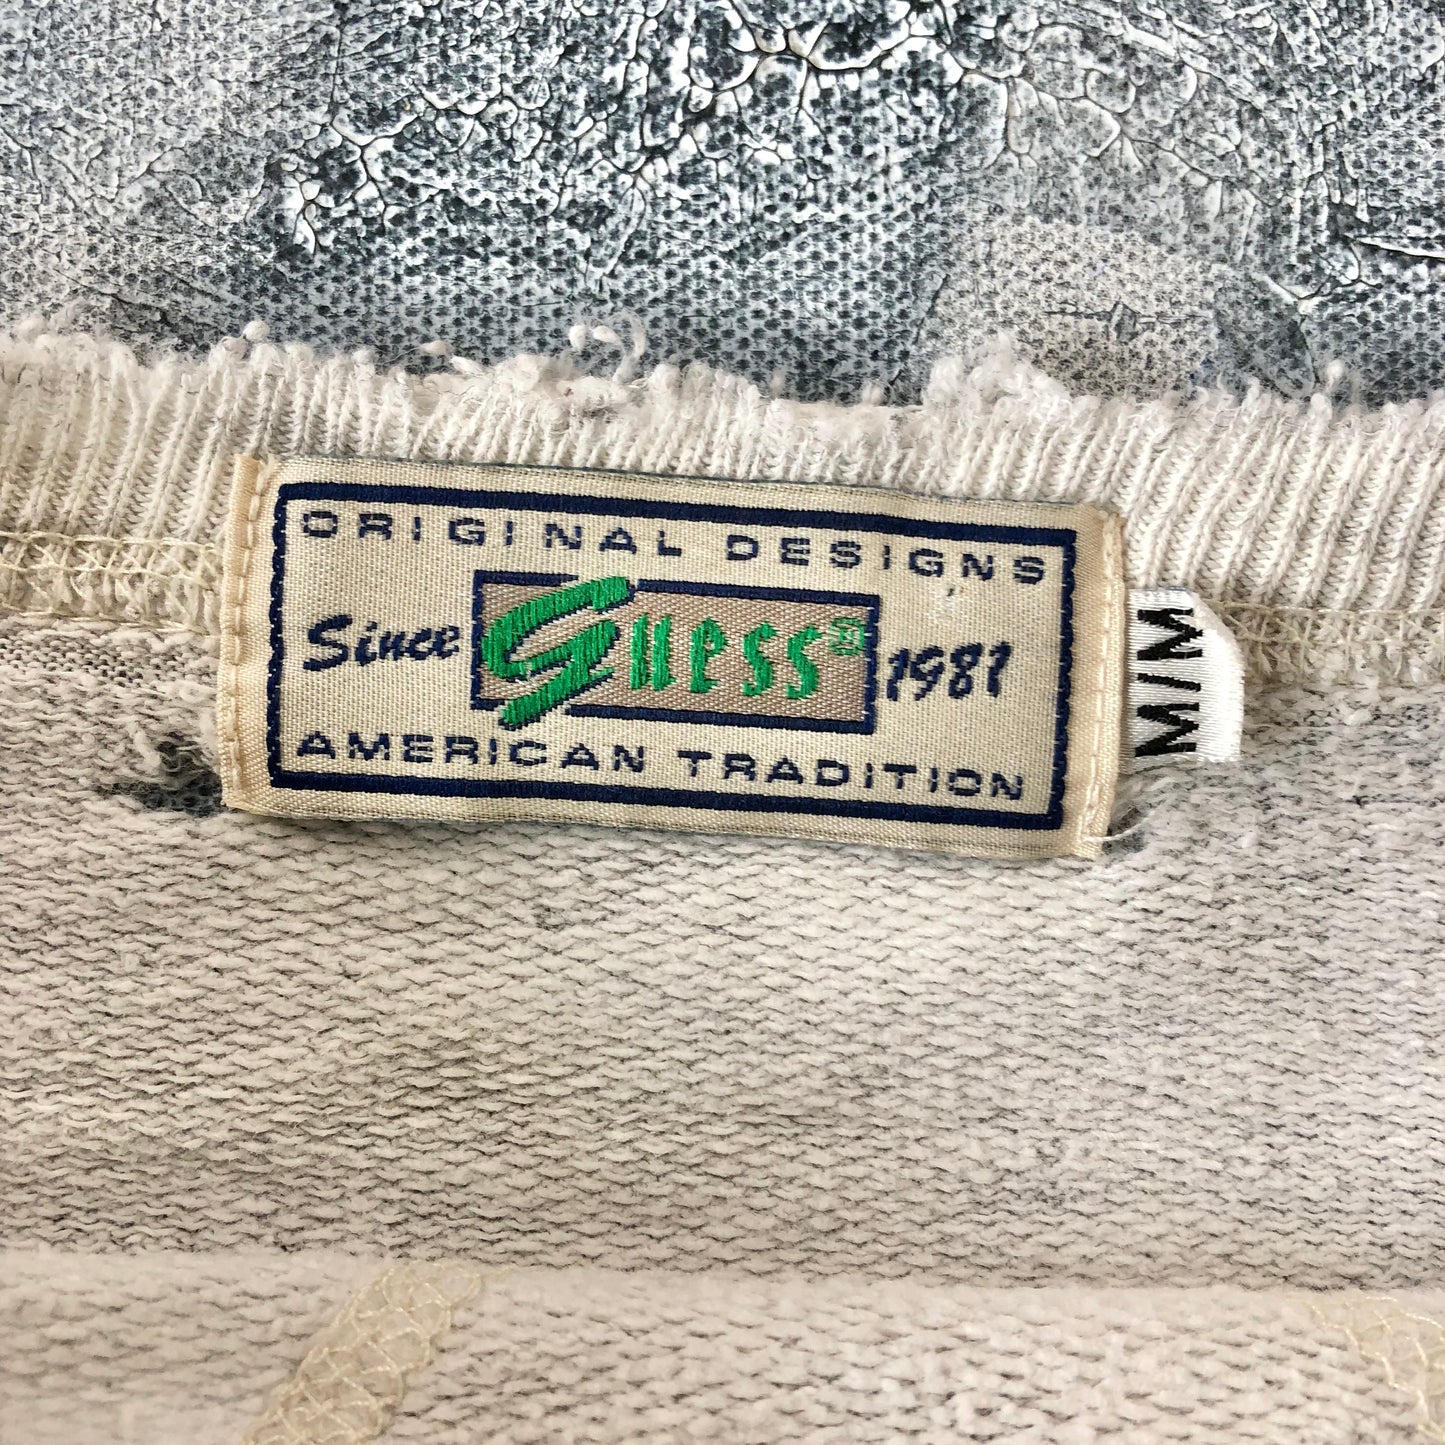 ORIGINAL DESIGNS
Since Guess® 1981
AMERICAN TRADITION
M/M